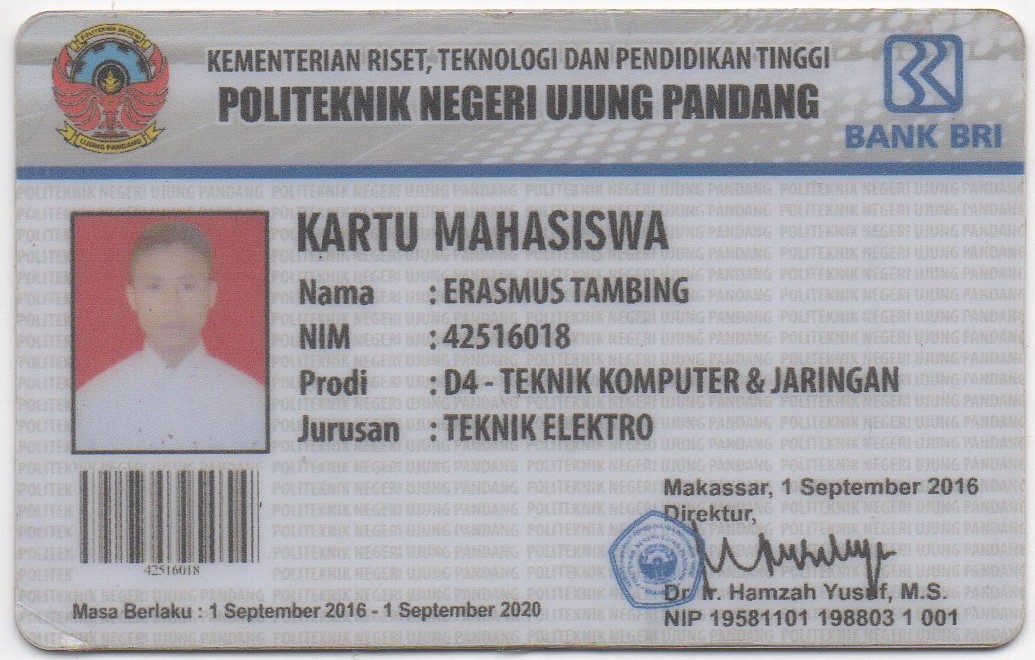 KEMENTERIAN RISET, TEKNOLOGI DAN PENDIDIKAN TINGGI
POLITEKNIK NEGERI UJUNG PANDANG
BANK BRI
UJUNG PANDANG
KARTU MAHASISWA
Nama : ERASMUS TAMBING
NIM : 42516018
Prodi : D4 - TEKNIK KOMPUTER & JARINGAN
Jurusan : TEKNIK ELEKTRO
42516018
Masa Berlaku : 1 September 2016 - 1 September 2020
Makassar, 1 September 2016
Direktur,
Dr. Ir. Hamzah Yusuf, M.S.
NIP 19581101 198803 1 001